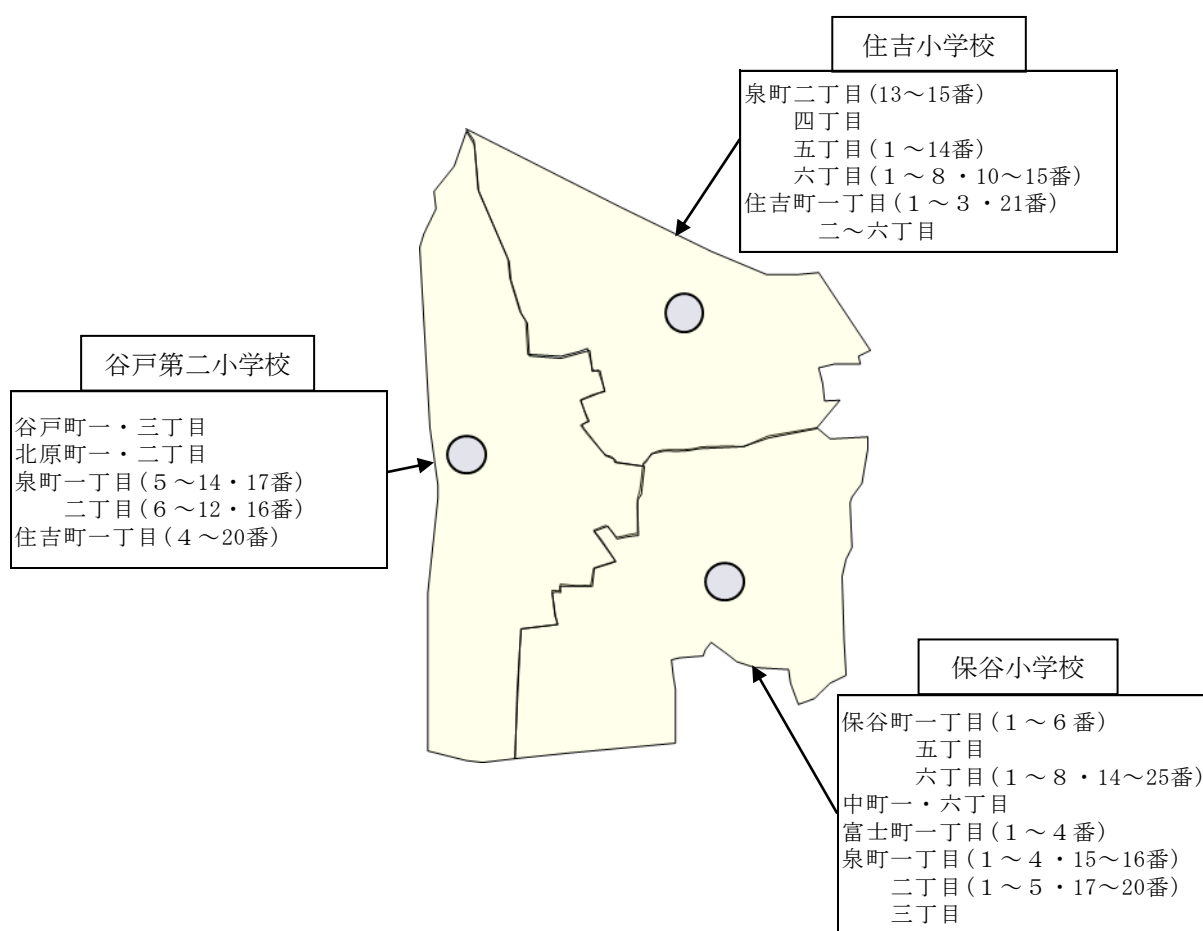 住吉小学校
泉町二丁目(13～15番)
四丁目
五丁目(１～14番)
六丁目(１～８・10～15番)
住吉町一丁目(１～３・21番)
二～六丁目
谷戸第二小学校
谷戸町一・三丁目
北原町一・二丁目
泉町一丁目(５～14・17番)
二丁目(６～12・16番)
住吉町一丁目(４～20番)
保谷小学校
保谷町一丁目(１～６番)
五丁目
六丁目(１～８・14～25番)
中町一・六丁目
富士町一丁目(１～４番)
泉町一丁目(１～４・15～16番)
二丁目(１～５・17～20番)
三丁目